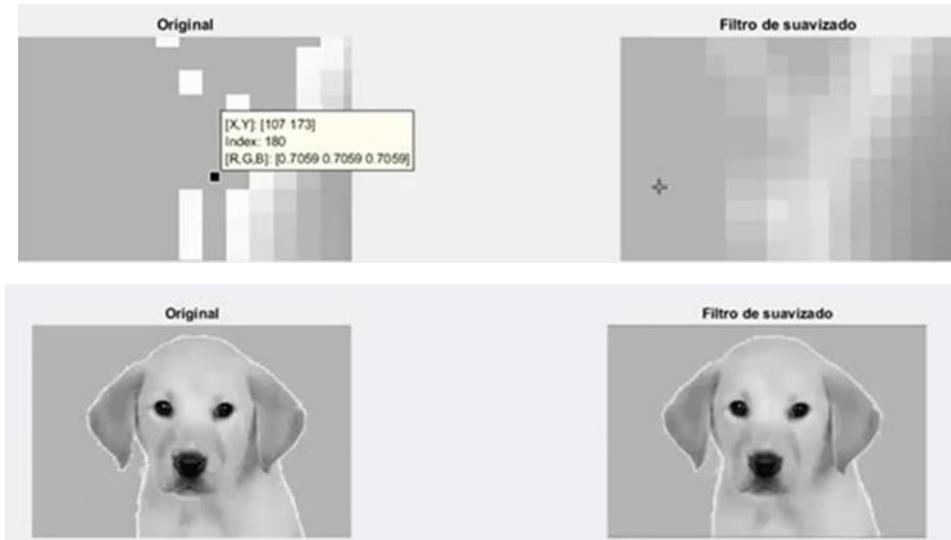 Original
Filtro de suavizado
[X,Y]: [107 173]
Index: 180
[R,G,B]: [0.7059 0.7059 0.7059]
Original
Filtro de suavizado